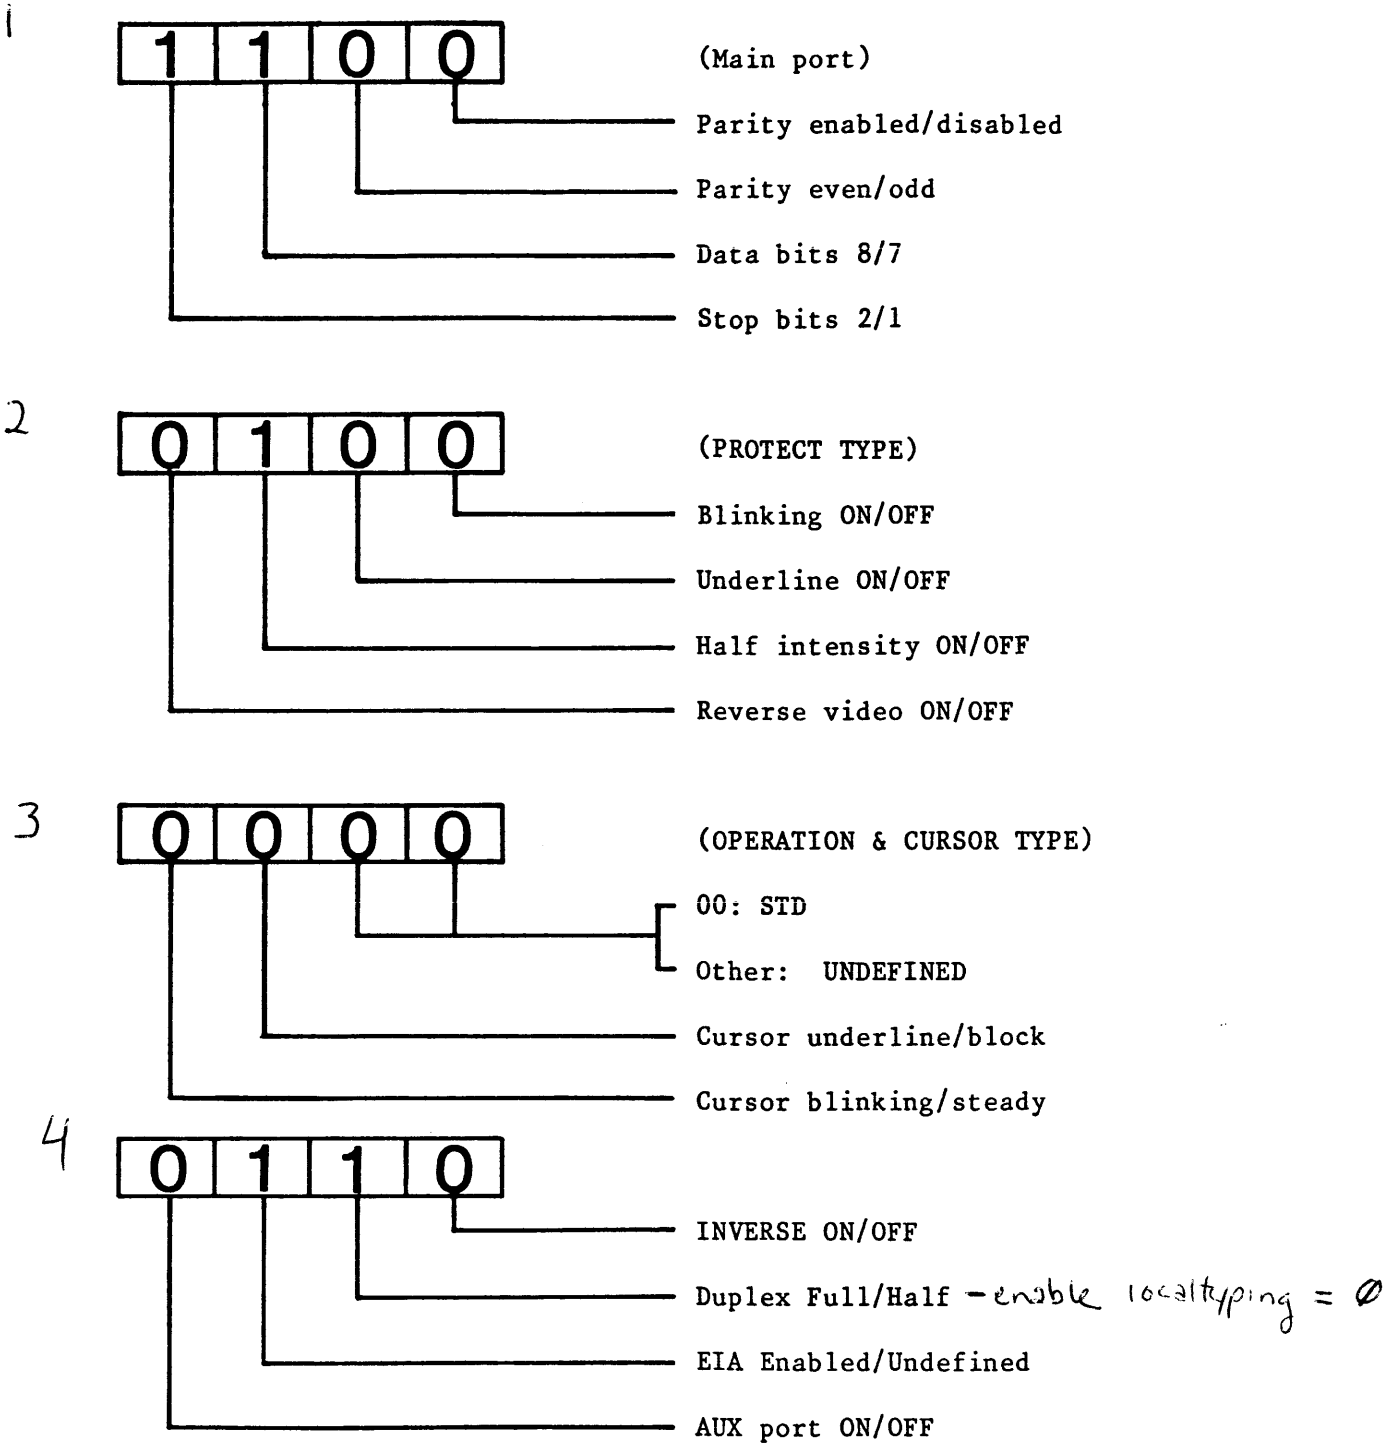 1
1 1 0 0
(Main port)
Parity enabled/disabled
Parity even/odd
Data bits 8/7
Stop bits 2/1
2
0 1 0 0
(PROTECT TYPE)
Blinking ON/OFF
Underline ON/OFF
Half intensity ON/OFF
Reverse video ON/OFF
3
0 0 0 0
(OPERATION & CURSOR TYPE)
00: STD
Other: UNDEFINED
Cursor underline/block
Cursor blinking/steady
4
0 1 1 0
INVERSE ON/OFF
Duplex Full/Half - enable localtyping = Ø
EIA Enabled/Undefined
AUX port ON/OFF